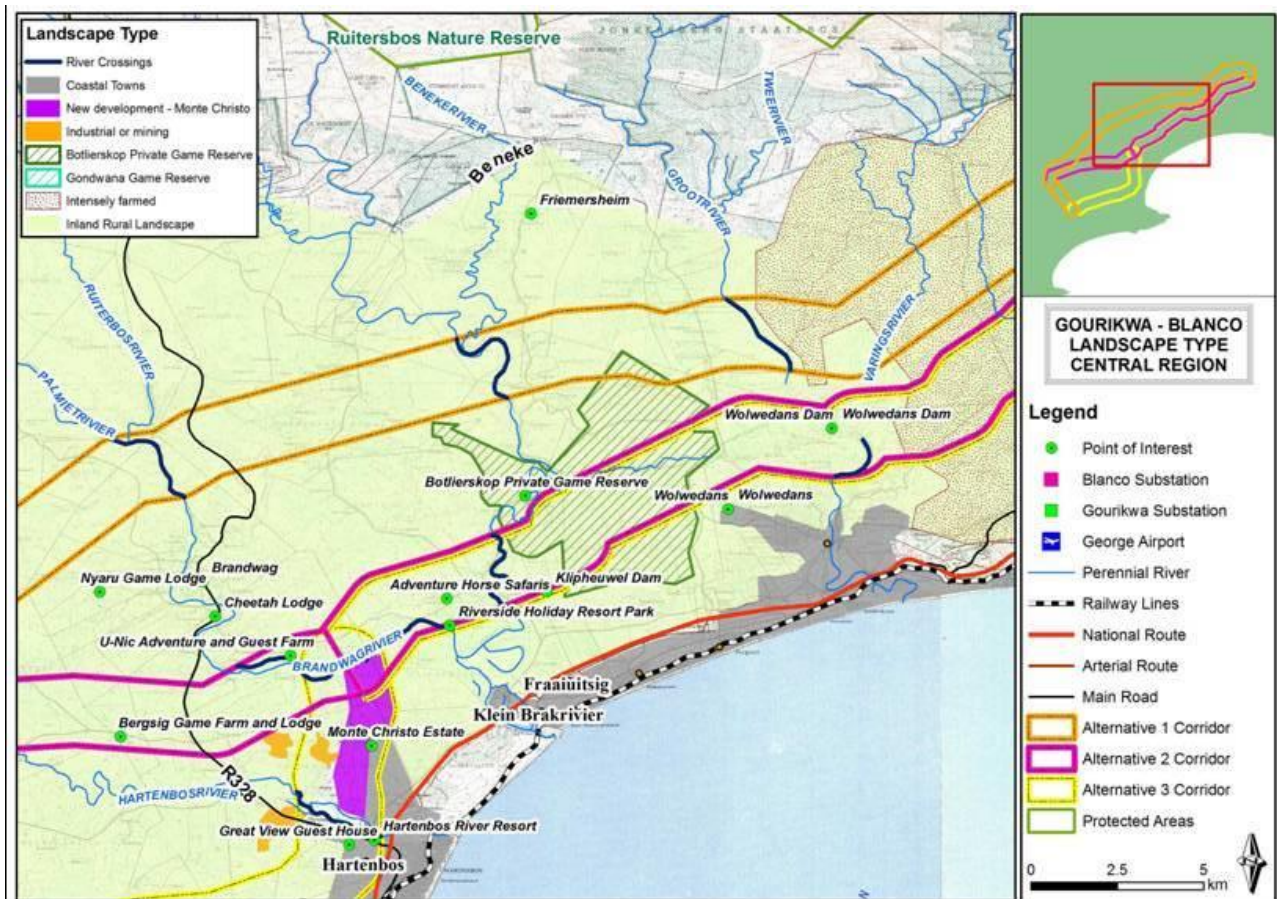 Landscape Type
River Crossings
Coastal Towns
New development - Monte Christo
Industrial or mining
Botlierskop Private Game Reserve
Gondwana Game Reserve
Intensely farmed
Inland Rural Landscape
Ruitersbos Nature Reserve
JONKERSBERG STAATSBOS
BENEKERIVIER
TWEERIVIER
Beneke
GROOTRIVIER
Friemersheim
RUITERBOSRIVIER
PALMIETRIVIER
VARINGSRIVIER
Wolwedans Dam
Wolwedans Dam
Botlierskop Private Game Reserve
Wolwedans
Wolwedans
Brandwag
Nyaru Game Lodge
Adventure Horse Safaris
Klipheuwel Dam
Cheetah Lodge
Riverside Holiday Resort Park
U-Nic Adventure and Guest Farm
BRANDWAGRIVIER
Fraaiuitsig
Klein Brakrivier
Bergsig Game Farm and Lodge
Monte Christo Estate
R328
HARTENBOSRIVIER
Great View Guest House
Hartenbos River Resort
Hartenbos
GOURIKWA - BLANCO
LANDSCAPE TYPE
CENTRAL REGION
Legend
Point of Interest
Blanco Substation
Gourikwa Substation
George Airport
Perennial River
Railway Lines
National Route
Arterial Route
Main Road
Alternative 1 Corridor
Alternative 2 Corridor
Alternative 3 Corridor
Protected Areas
0 2.5 5
km